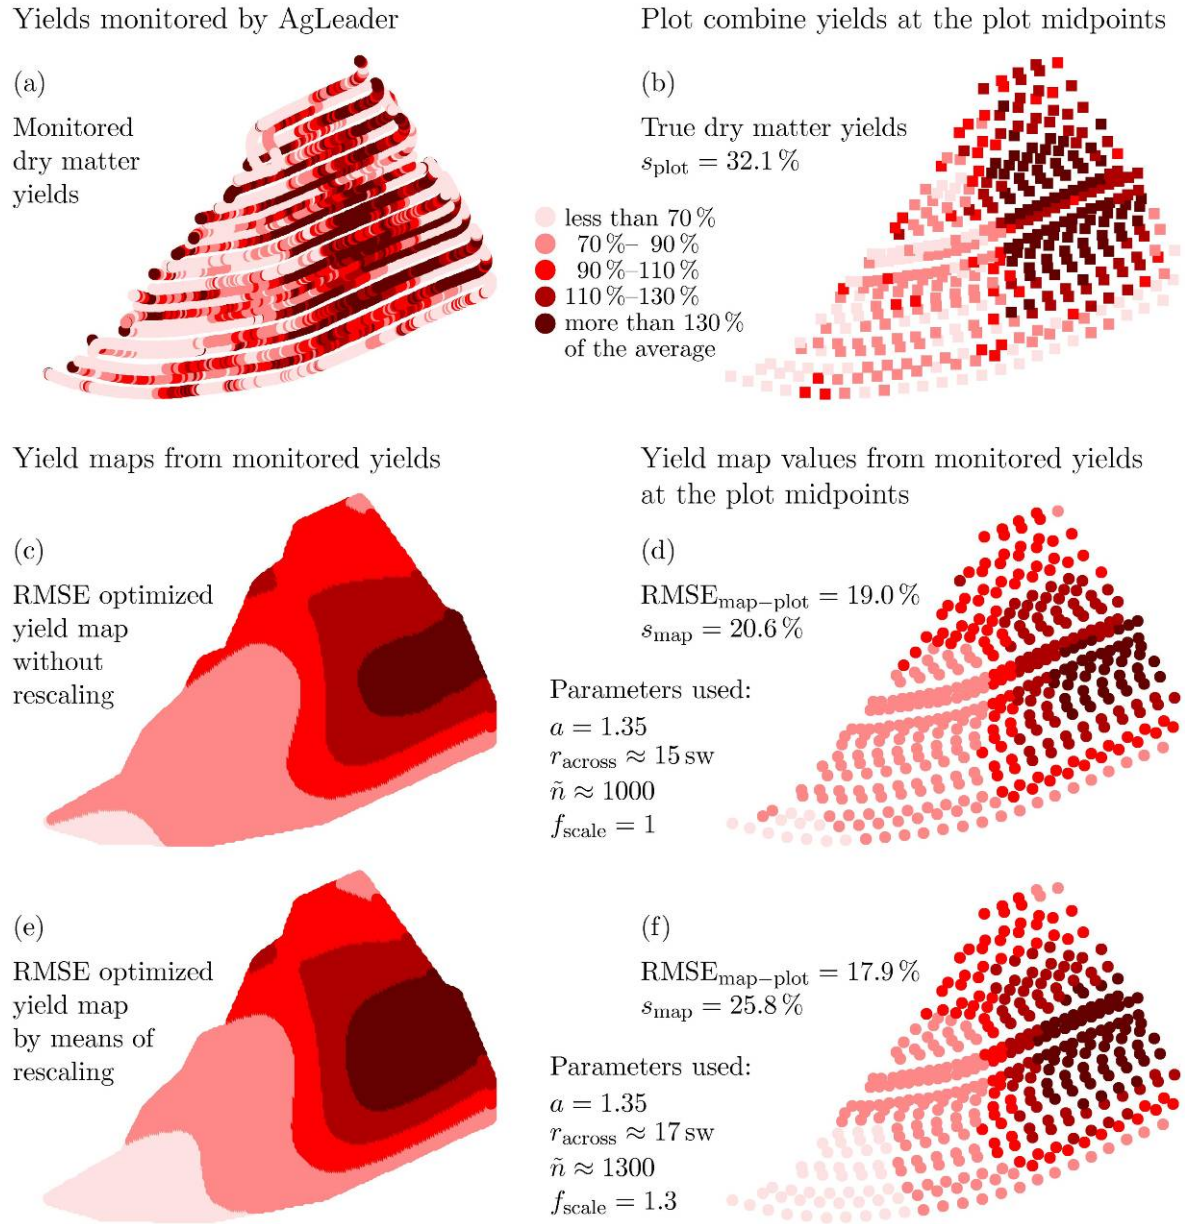 Yields monitored by AgLeader
(a)
Monitored
dry matter
yields
Plot combine yields at the plot midpoints
(b)
True dry matter yields
s_plot = 32.1 %
less than 70 %
70 %– 90 %
90 %–110 %
110 %–130 %
more than 130 %
of the average
Yield maps from monitored yields
(c)
RMSE optimized
yield map
without
rescaling
Yield map values from monitored yields
at the plot midpoints
(d)
RMSE_map−plot = 19.0 %
s_map = 20.6 %
Parameters used:
a = 1.35
r_across ≈ 15 sw
ñ ≈ 1000
f_scale = 1
(e)
RMSE optimized
yield map
by means of
rescaling
(f)
RMSE_map−plot = 17.9 %
s_map = 25.8 %
Parameters used:
a = 1.35
r_across ≈ 17 sw
ñ ≈ 1300
f_scale = 1.3